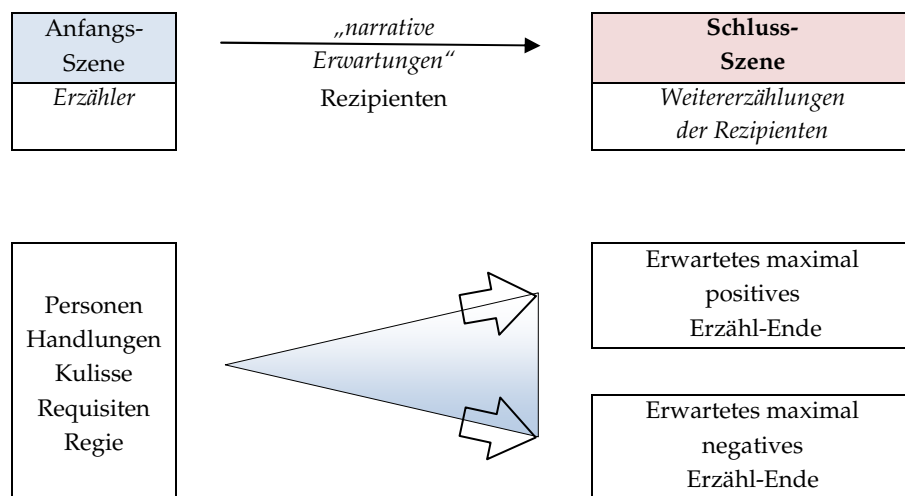 Anfangs-
Szene
Erzähler
„narrative
Erwartungen“
Rezipienten
Schluss-
Szene
Weitererzählungen
der Rezipienten
Personen
Handlungen
Kulisse
Requisiten
Regie
Erwartetes maximal
positives
Erzähl-Ende
Erwartetes maximal
negatives
Erzähl-Ende